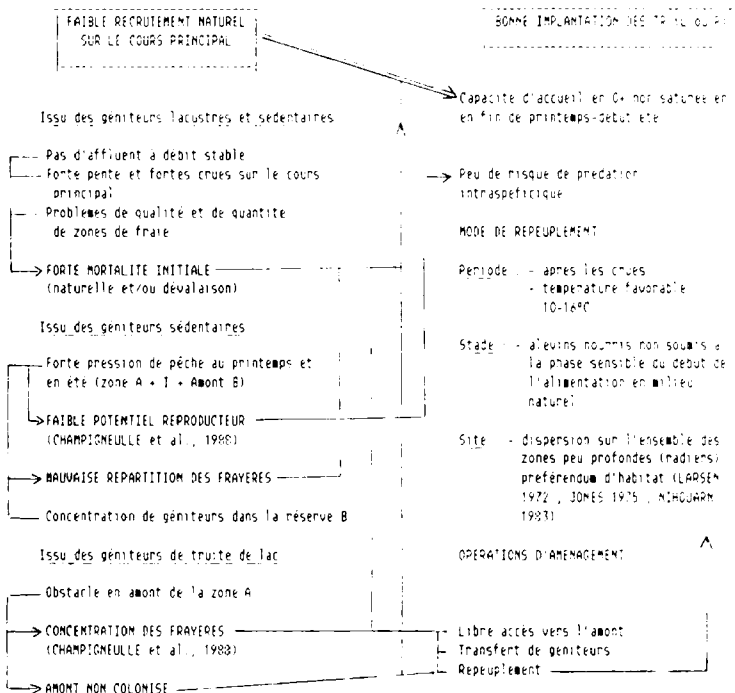 FAIBLE RECRUTEMENT NATUREL
SUR LE COURS PRINCIPAL
Issu des géniteurs lacustres et sédentaires
Pas d'affluent à débit stable
Forte pente et fortes crues sur le cours
principal
Problèmes de qualité et de quantité
de zones de fraie
FORTE MORTALITE INITIALE
(naturelle et/ou dévalaison)
Issu des géniteurs sédentaires
Forte pression de pêche au printemps et
en été (zone A + I + Amont B)
FAIBLE POTENTIEL REPRODUCTEUR
(CHAMPIGNEULLE et al., 1988)
MAUVAISE REPARTITION DES FRAYERES
Concentration de géniteurs dans la réserve B
Issu des géniteurs de truite de lac
Obstacle en amont de la zone A
CONCENTRATION DES FRAYERES
(CHAMPIGNEULLE et al., 1988)
AMONT NON COLONISE
BONNE IMPLANTATION DES
Capacité d'accueil en 0+ non saturée en
en fin de printemps-début été
Peu de risque de prédation
intraspéficique
MODE DE REPEUPLEMENT
Période : - après les crues
- température favorable
10-16°C
Stade - alevins nourris non soumis à
la phase sensible du début de
l'alimentation en milieu
naturel
Site - dispersion sur l'ensemble des
zones peu profondes (radiers)
préférendum d'habitat (LARSEN
1972, JONES 1975, NIHOUARN
1983)
OPERATIONS D'AMENAGEMENT
Libre accès vers l'amont
Transfert de géniteurs
Repeuplement